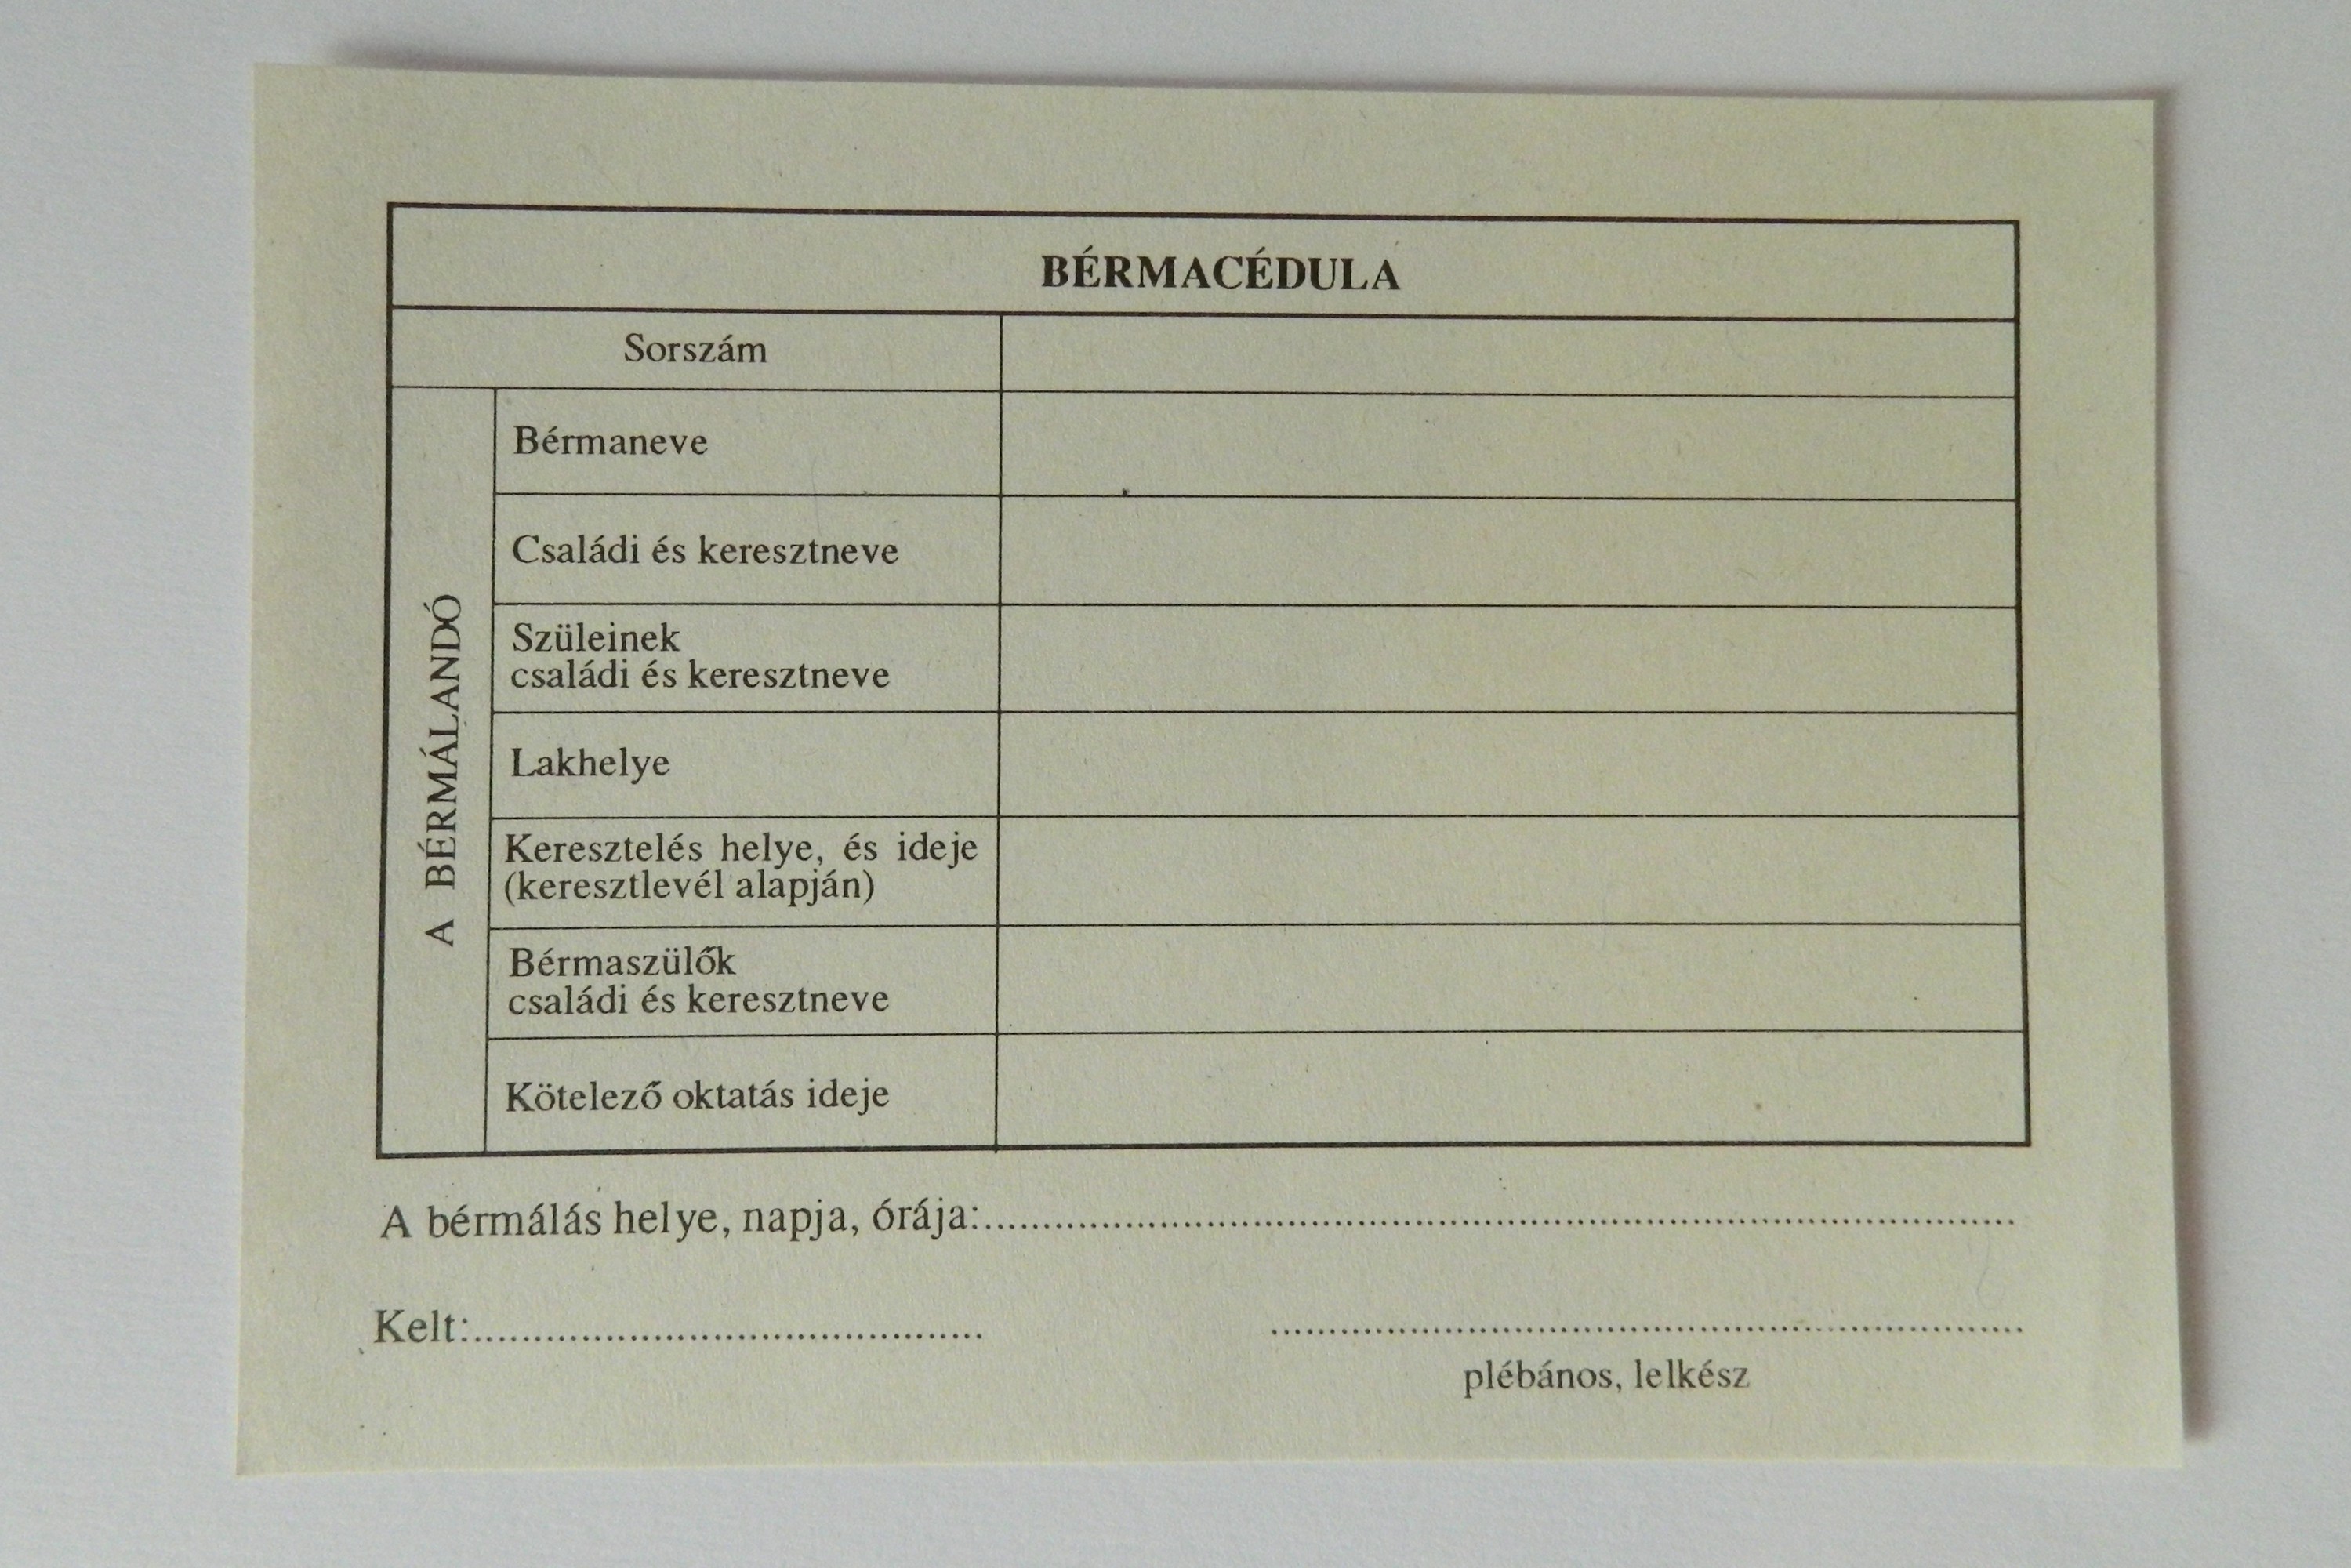 BÉRMACÉDULA
Sorszám
A BÉRMÁLANDÓ
Bérmaneve
Családi és keresztneve
Szüleinek
családi és keresztneve
Lakhelye
Keresztelés helye, és ideje
(keresztlevél alapján)
Bérmaszülők
családi és keresztneve
Kötelező oktatás ideje
A bérmálás helye, napja, órája:..........................................................................................
Kelt:.............................................
..................................................................
plébános, lelkész